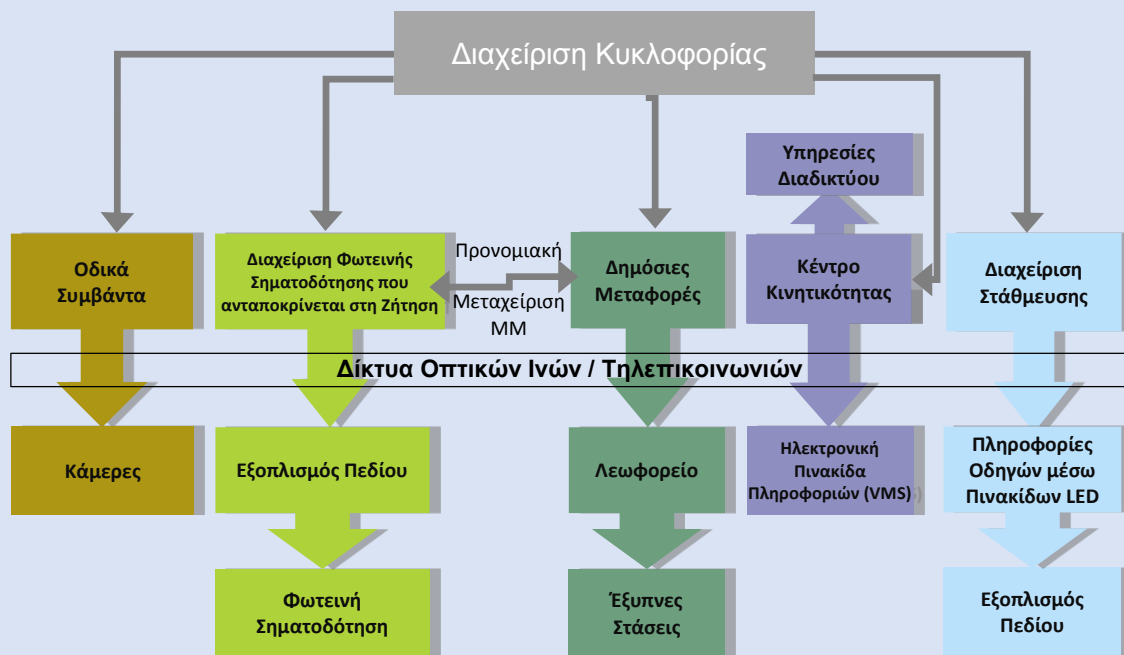 Διαχείριση Κυκλοφορίας
Υπηρεσίες
Διαδικτύου
Οδικά
Συμβάντα
Διαχείριση Φωτεινής
Σηματοδότησης που
ανταποκρίνεται στη Ζήτηση
Προνομιακή
Μεταχείριση
ΜΜ
Δημόσιες
Μεταφορές
Κέντρο
Κινητικότητας
Διαχείριση
Στάθμευσης
Δίκτυα Οπτικών Ινών / Τηλεπικοινωνιών
Κάμερες
Εξοπλισμός Πεδίου
Λεωφορείο
Ηλεκτρονική
Πινακίδα
Πληροφοριών (VMS)
Πληροφορίες
Οδηγών μέσω
Πινακίδων LED
Φωτεινή
Σηματοδότηση
Έξυπνες
Στάσεις
Εξοπλισμός
Πεδίου